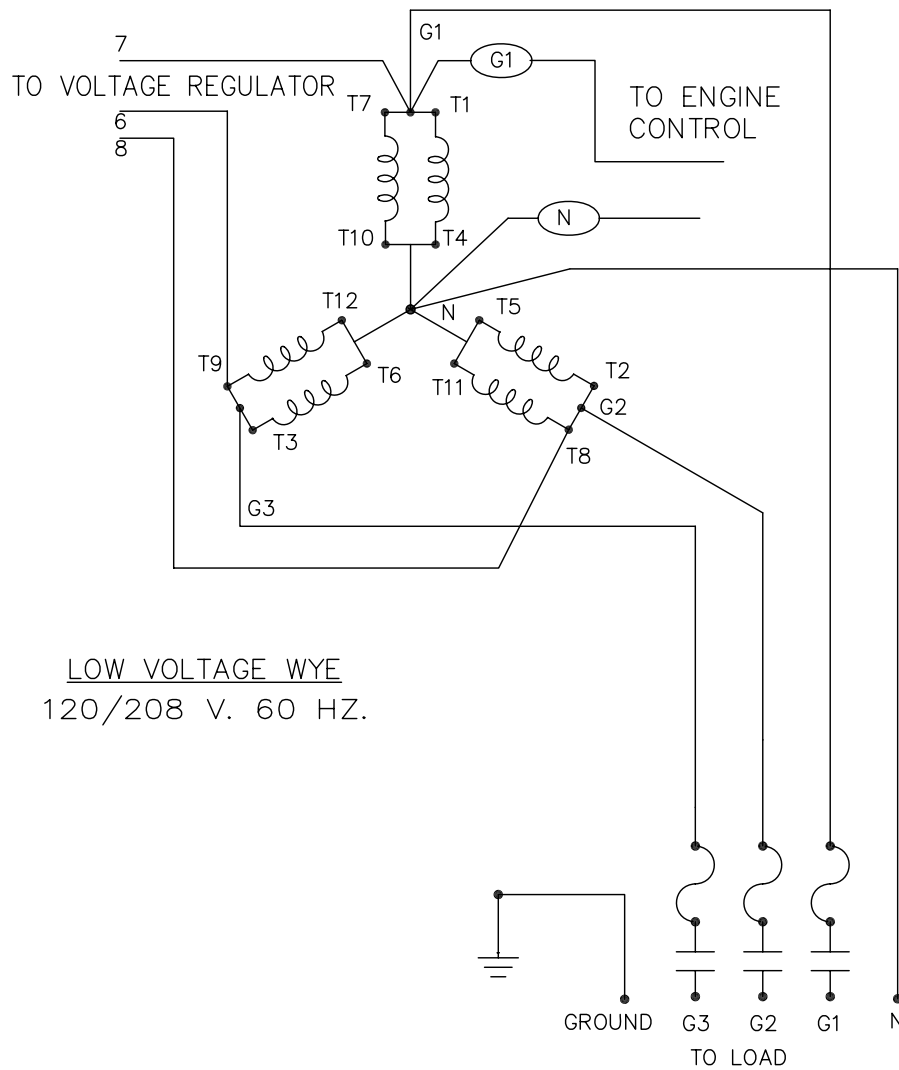 G1
7
G1
TO VOLTAGE REGULATOR
T7
T1
TO ENGINE
CONTROL
6
8
N
T10
T4
T12
N
T5
T9
T6
T11
T2
G2
T3
T8
G3
LOW VOLTAGE WYE
120/208 V. 60 HZ.
GROUND
G3
G2
G1
N
TO LOAD